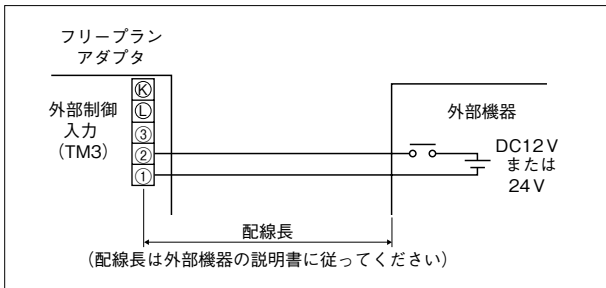 フリープラン
アダプタ
外部制御
入力
(TM3)
Ⓚ
Ⓛ
③
②
①
外部機器
DC12V
または
24V
配線長
(配線長は外部機器の説明書に従ってください)